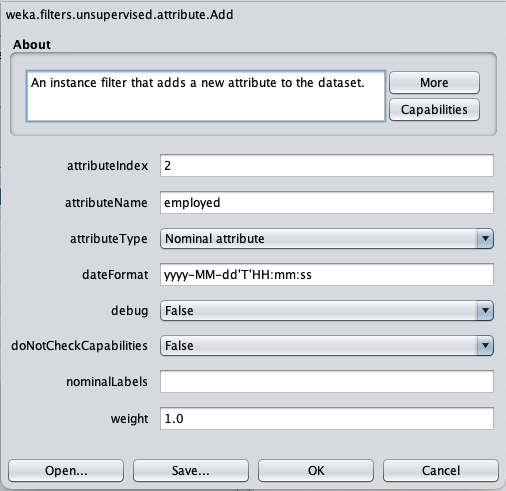 weka.filters.unsupervised.attribute.Add
About
An instance filter that adds a new attribute to the dataset.
More
Capabilities
attributeIndex 2
attributeName employed
attributeType Nominal attribute
dateFormat yyyy-MM-dd'T'HH:mm:ss
debug False
doNotCheckCapabilities False
nominalLabels
weight 1.0
Open... Save... OK Cancel